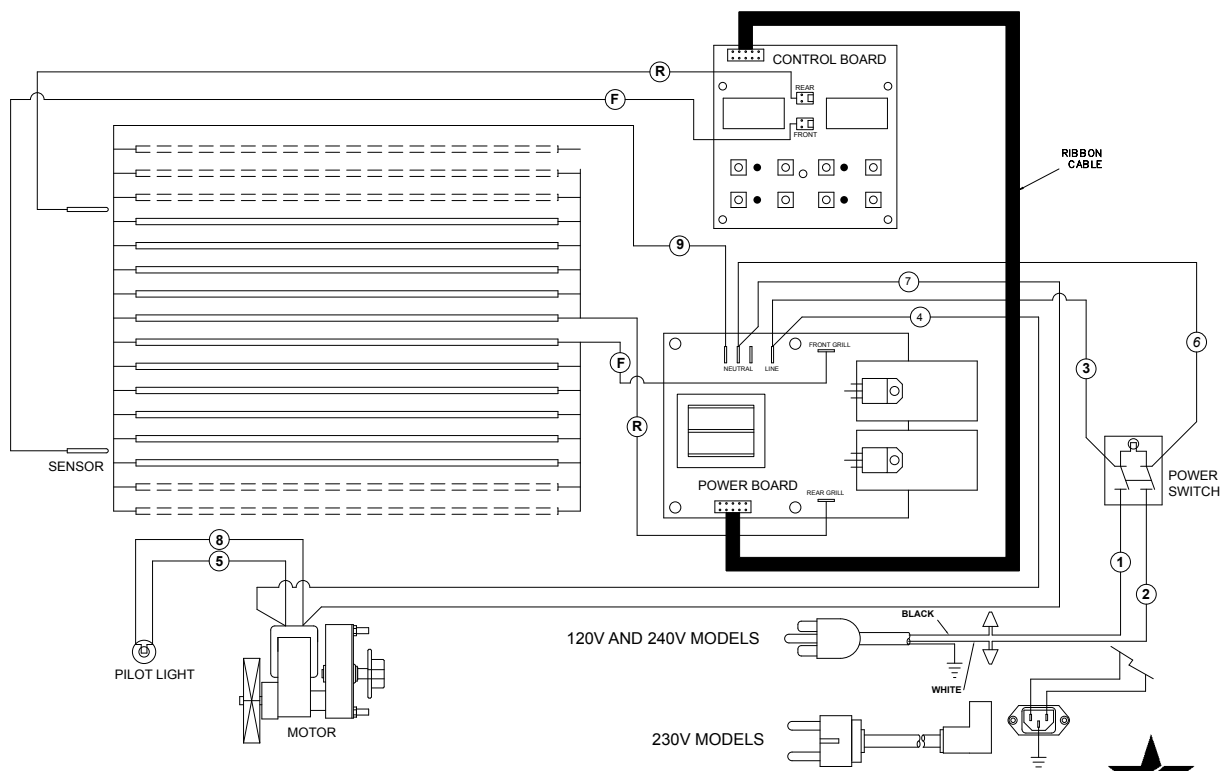 CONTROL BOARD
R
REAR
F
FRONT
RIBBON
CABLE
9
7
4
6
3
FRONT GRILL
NEUTRAL
LINE
F
R
POWER BOARD
REAR GRILL
SENSOR
POWER
SWITCH
8
5
1
2
BLACK
120V AND 240V MODELS
WHITE
PILOT LIGHT
MOTOR
230V MODELS